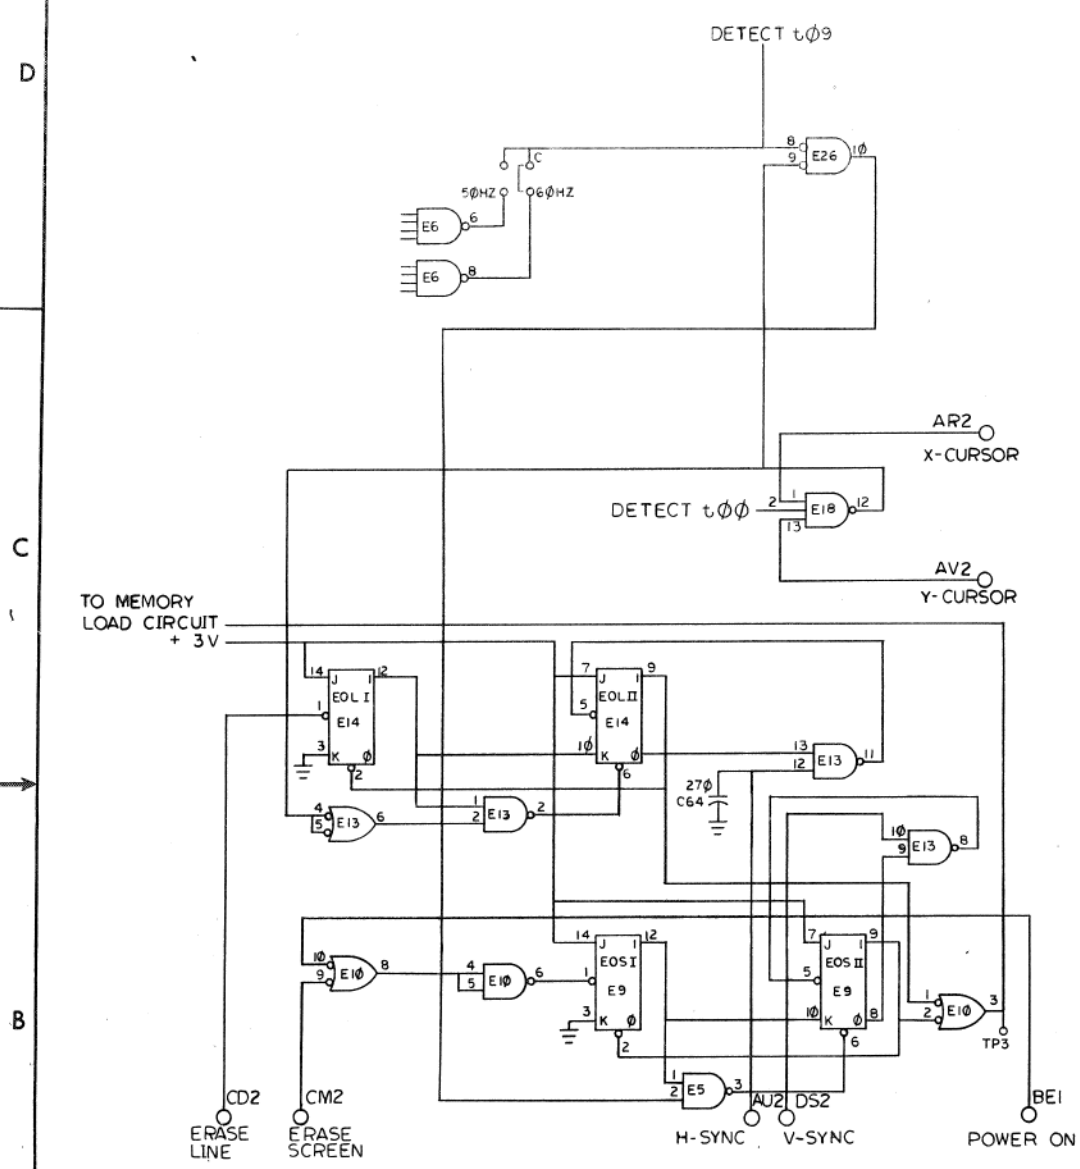 DETECT tØ9
D
8
9
E26
1Ø
C
5ØHZ
6ØHZ
E6
6
E6
8
AR2
X-CURSOR
DETECT tØØ
2
1
13
E18
12
C
AV2
Y-CURSOR
TO MEMORY
LOAD CIRCUIT
+ 3V
14
J
1
12
EOL I
1
E14
3
K
Ø
2
7
J
1
9
EOL II
5
E14
1Ø
K
Ø
6
13
12
E13
11
27Ø
C64
4
5
E13
6
1
2
E13
2
1Ø
9
E13
8
1Ø
9
E1Ø
8
4
5
E1Ø
6
14
J
1
12
EOS I
1
E9
3
K
Ø
2
7
J
1
9
EOS II
5
E9
1Ø
K
Ø
8
6
1
2
E1Ø
3
TP3
B
1
2
E5
3
CD2
ERASE
LINE
CM2
ERASE
SCREEN
AU2
H-SYNC
DS2
V-SYNC
BE1
POWER ON